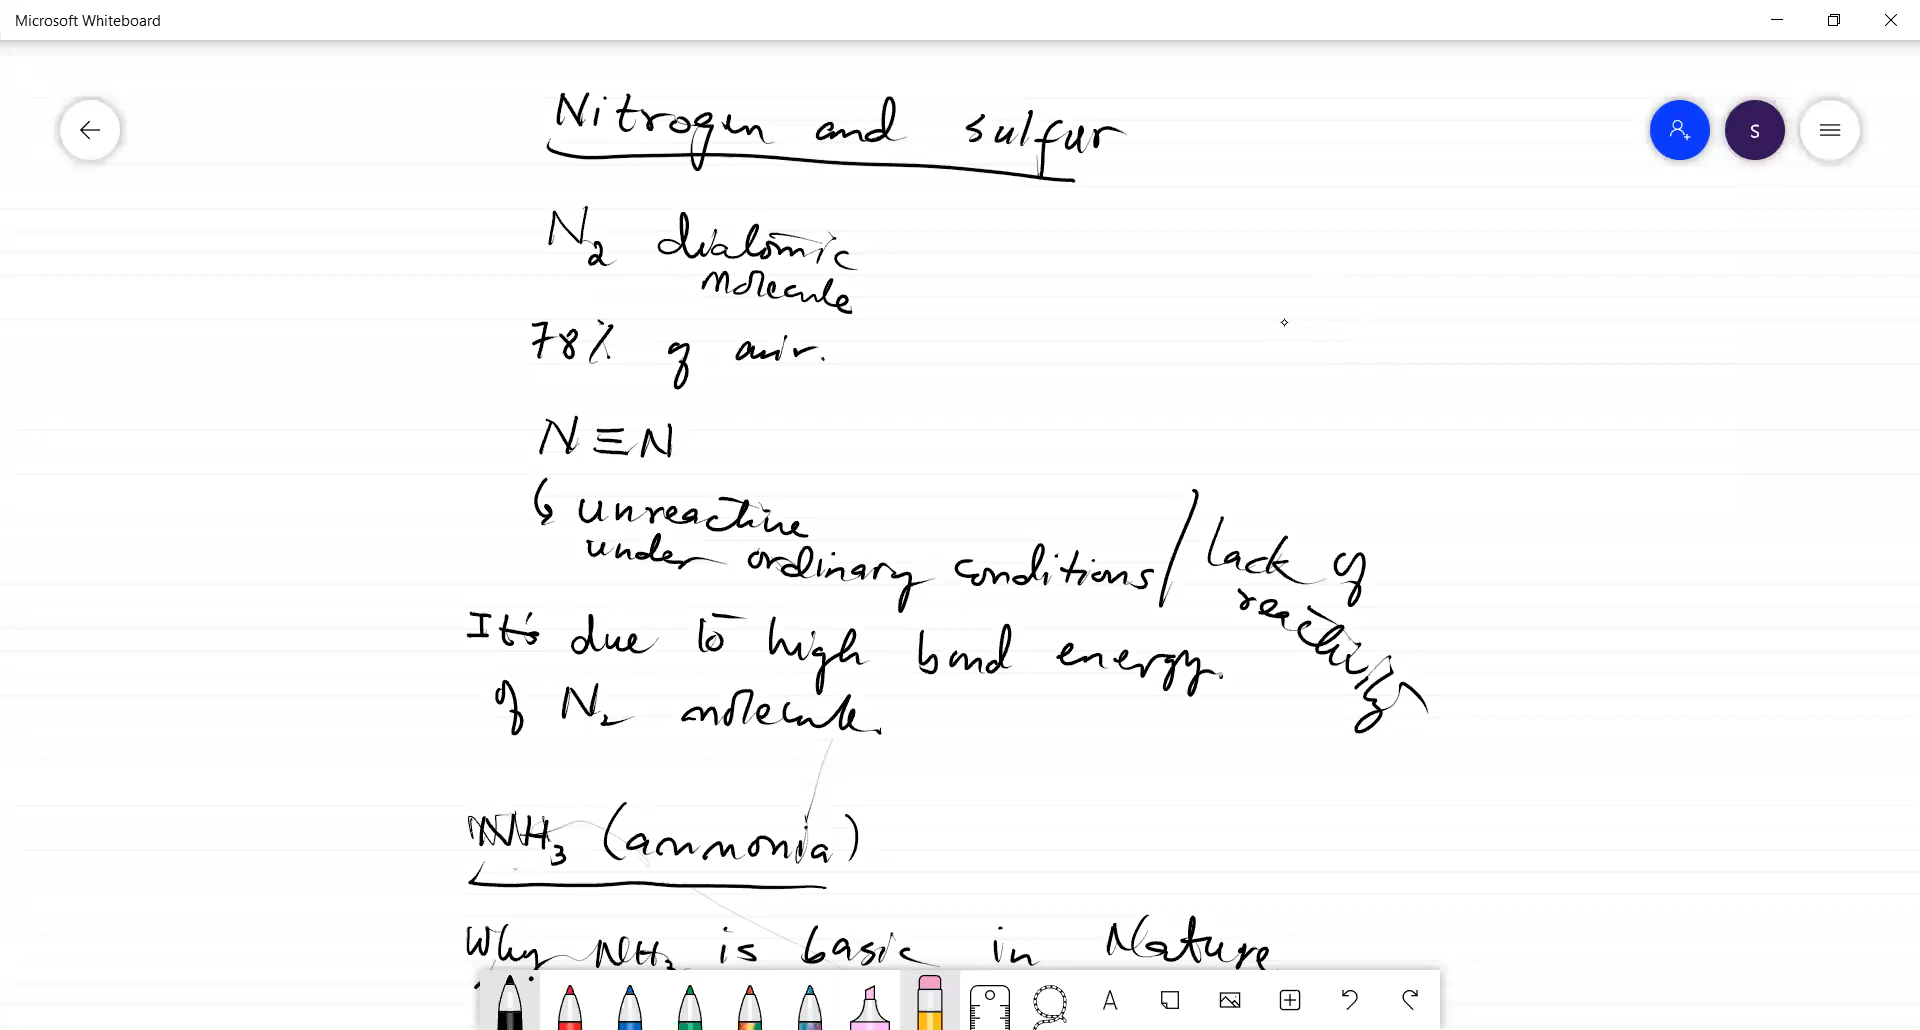 Microsoft Whiteboard
S
Nitrogen and sulfur
N₂ diatomic
molecule
78% of air.
N≡N
↳ unreactive
under ordinary conditions / lack of
reactivity
It's due to high bond energy.
of N₂ molecule.
NH₃ (ammonia)
Why NH₃ is basic in Nature
A